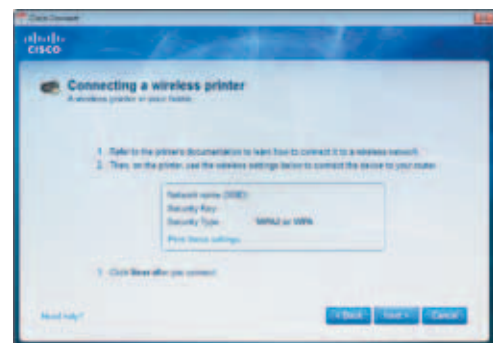 Cisco Connect
CISCO
Connecting a wireless printer
A wireless printer in your home.
1. Refer to the printer's documentation to learn how to connect it to a wireless network.
2. Then, on the printer, use the wireless settings below to connect the device to your router.
Network name (SSID):
Security Key:
Security Type: WPA2 or WPA
Print these settings
3. Click Next after you connect.
Need help?
< Back
Next >
Cancel